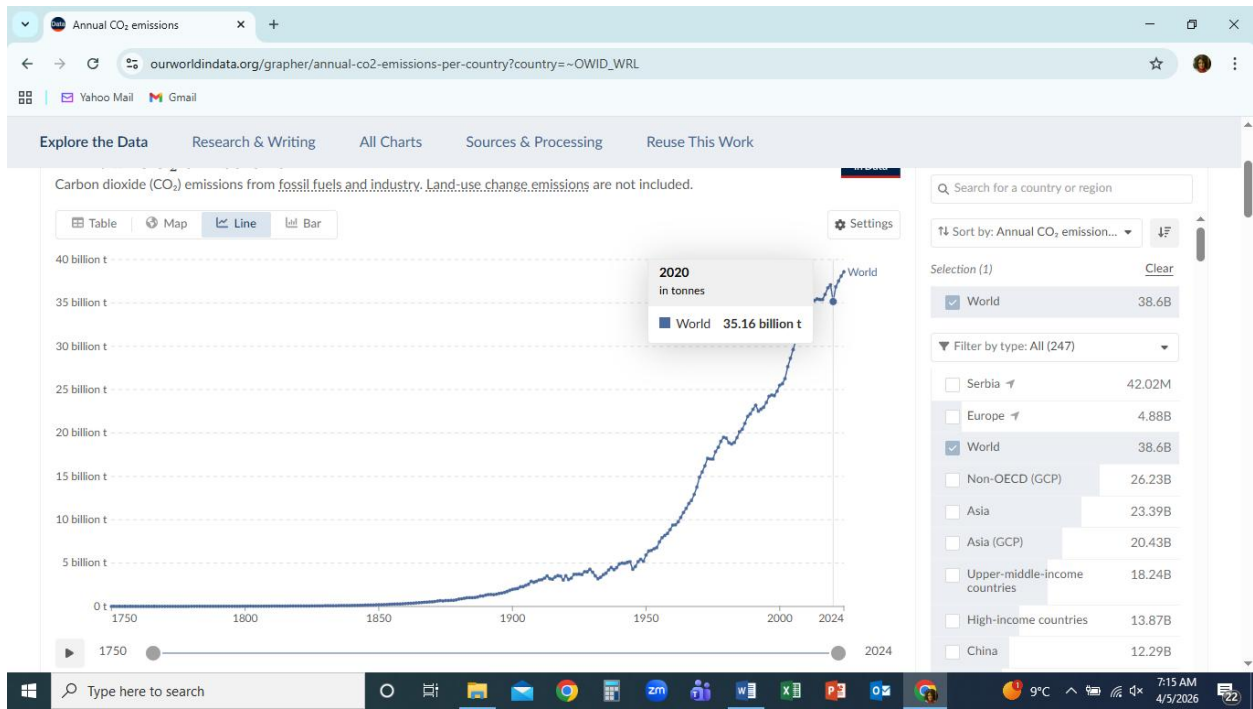 Annual CO₂ emissions
ourworldindata.org/grapher/annual-co2-emissions-per-country?country=~OWID_WRL
Yahoo Mail
Gmail
Explore the Data
Research & Writing
All Charts
Sources & Processing
Reuse This Work
Carbon dioxide (CO₂) emissions from fossil fuels and industry. Land-use change emissions are not included.
Table
Map
Line
Bar
Settings
40 billion t
35 billion t
30 billion t
25 billion t
20 billion t
15 billion t
10 billion t
5 billion t
0 t
1750
1800
1850
1900
1950
2000
2024
World
2020
in tonnes
World 35.16 billion t
1750
2024
Search for a country or region
Sort by: Annual CO₂ emission...
Selection (1)
Clear
World 38.6B
Filter by type: All (247)
Serbia 42.02M
Europe 4.88B
World 38.6B
Non-OECD (GCP) 26.23B
Asia 23.39B
Asia (GCP) 20.43B
Upper-middle-income 18.24B
countries
High-income countries 13.87B
China 12.29B
Type here to search
9°C
7:15 AM
4/5/2026
22